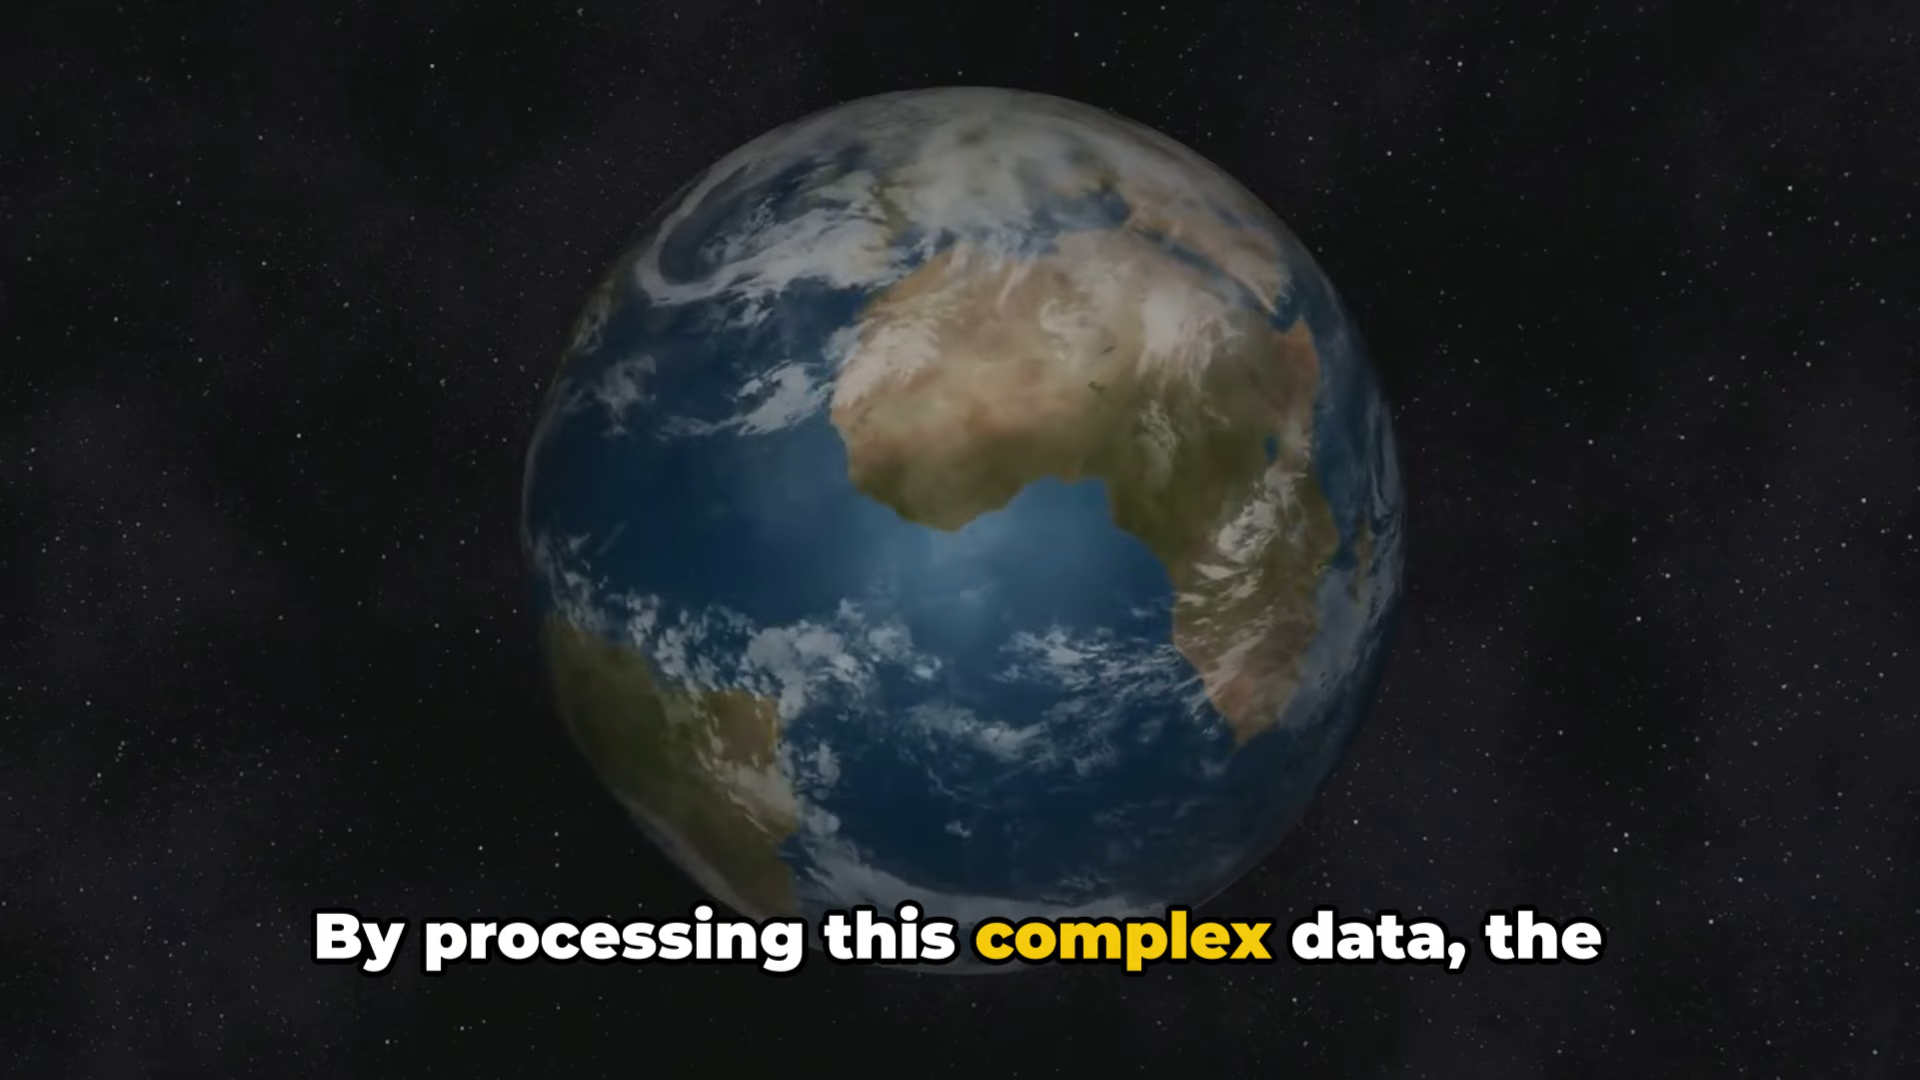 By processing this complex data, the